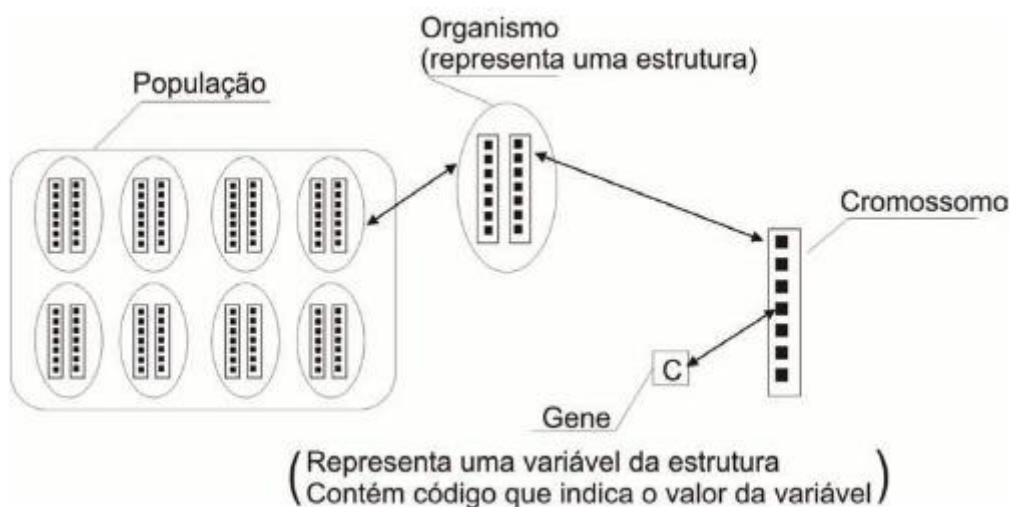 Organismo
(representa uma estrutura)
População
Cromossomo
C
Gene
(Representa uma variável da estrutura
Contém código que indica o valor da variável)